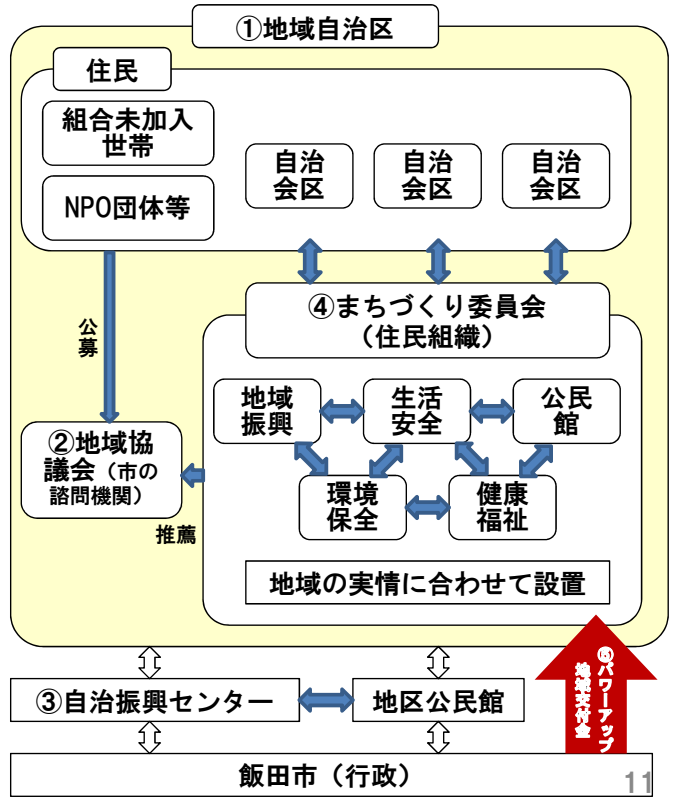 ①地域自治区
住民
組合未加入
世帯
NPO団体等
自治
会区
自治
会区
自治
会区
公
募
④まちづくり委員会
（住民組織）
地域
振興
生活
安全
公民
館
環境
保全
健康
福祉
地域の実情に合わせて設置
②地域協
議会（市の
諮問機関）
推薦
③自治振興センター
地区公民館
⑤パワーアップ
地域交付金
飯田市（行政）
11